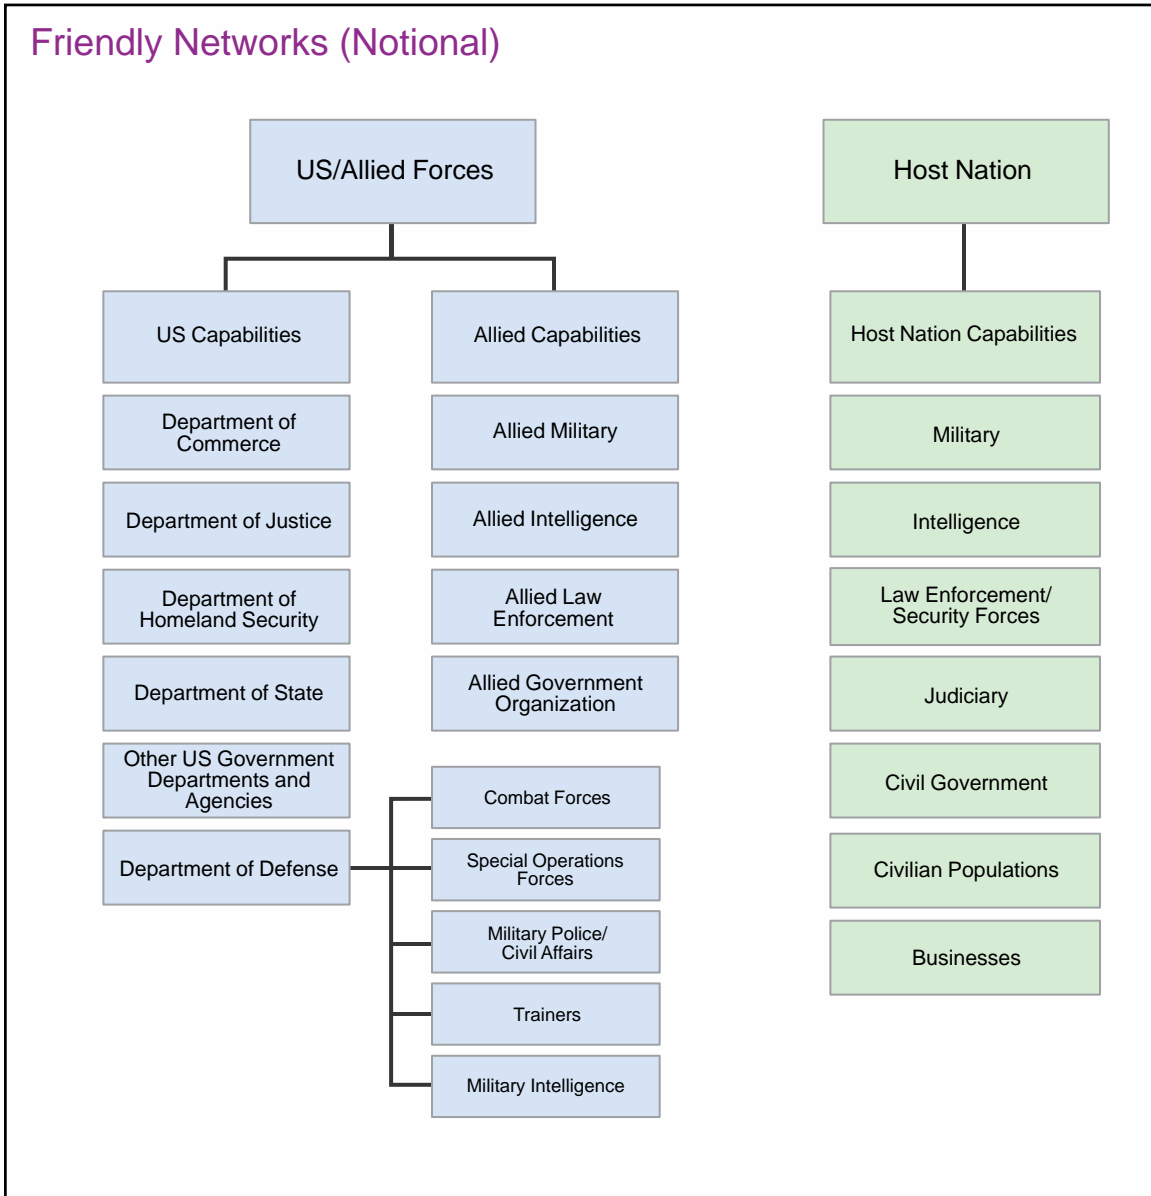 Friendly Networks (Notional)
US/Allied Forces
Host Nation
US Capabilities
Department of
Commerce
Department of Justice
Department of
Homeland Security
Department of State
Other US Government
Departments and
Agencies
Department of Defense
Allied Capabilities
Allied Military
Allied Intelligence
Allied Law
Enforcement
Allied Government
Organization
Combat Forces
Special Operations
Forces
Military Police/
Civil Affairs
Trainers
Military Intelligence
Host Nation Capabilities
Military
Intelligence
Law Enforcement/
Security Forces
Judiciary
Civil Government
Civilian Populations
Businesses